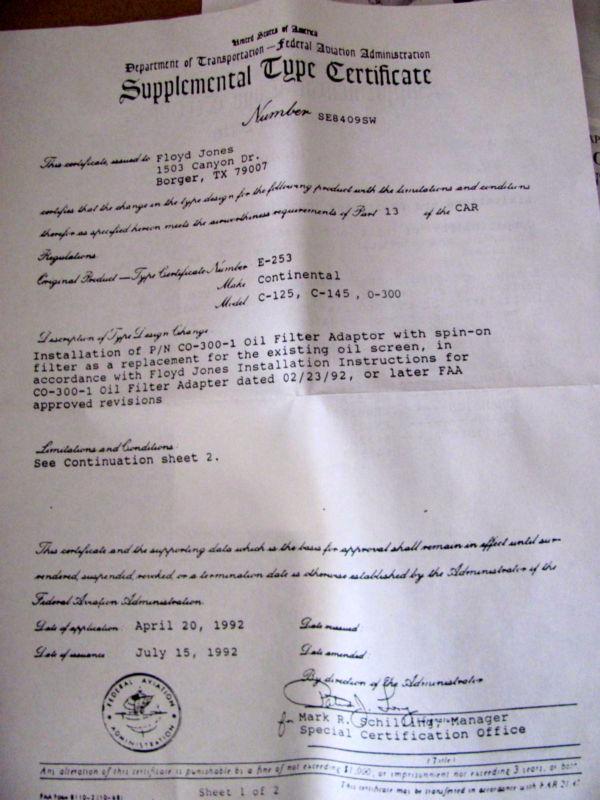 United States of America
Department of Transportation — Federal Aviation Administration
Supplemental Type Certificate
Number SE8409SW
This certificate, issued to Floyd Jones
1503 Canyon Dr.
Borger, TX 79007
certifies that the change in the type design for the following product with the limitations and conditions
therefor as specified hereon meets the airworthiness requirements of Part 13 of the CAR
Regulations.
Original Product — Type Certificate Number E-253
Make Continental
Model C-125, C-145, O-300
Description of Type Design Change:
Installation of P/N CO-300-1 Oil Filter Adaptor with spin-on
filter as a replacement for the existing oil screen, in
accordance with Floyd Jones Installation Instructions for
CO-300-1 Oil Filter Adapter dated 02/23/92, or later FAA
approved revisions
Limitations and Conditions:
See Continuation sheet 2.
This certificate and the supporting data which is the basis for approval shall remain in effect until sur-
rendered, suspended, revoked, or a termination date is otherwise established by the Administrator of the
Federal Aviation Administration.
Date of application: April 20, 1992
Date reissued:
Date of issuance: July 15, 1992
Date amended:
By direction of the Administrator
FEDERAL AVIATION ADMINISTRATION
for Mark R. Schilling, Manager
Special Certification Office
(Title)
Any alteration of this certificate is punishable by a fine of not exceeding $1,000, or imprisonment not exceeding 3 years, or both
FAA Form 8110-2 (10-68)
Sheet 1 of 2
This certificate may be transferred in accordance with FAR 21.47